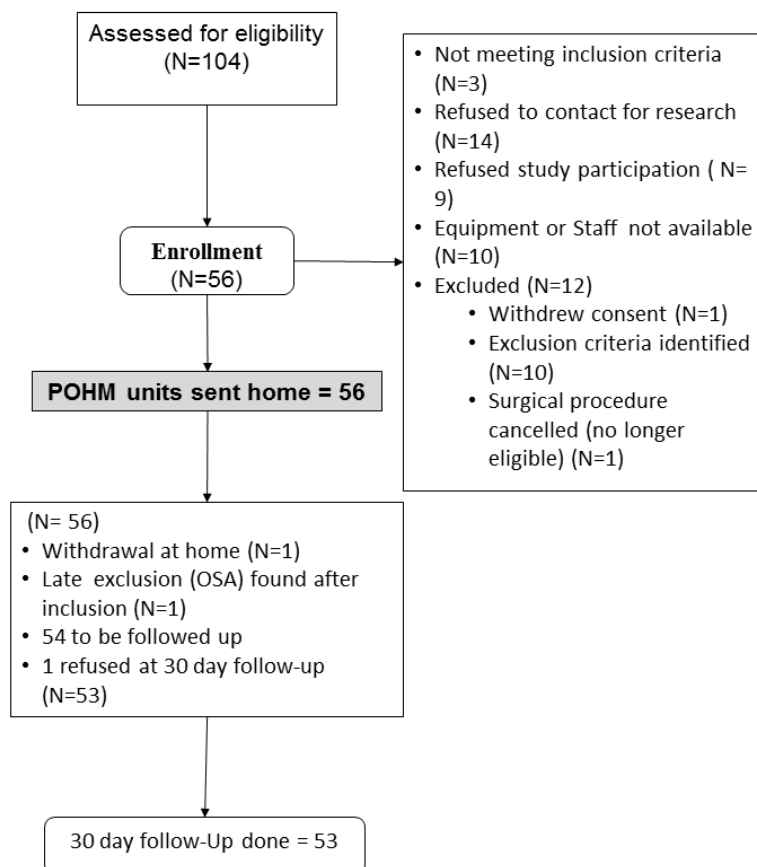 Assessed for eligibility
(N=104)
• Not meeting inclusion criteria
(N=3)
• Refused to contact for research
(N=14)
• Refused study participation ( N=
9)
• Equipment or Staff not available
(N=10)
• Excluded (N=12)
• Withdrew consent (N=1)
• Exclusion criteria identified
(N=10)
• Surgical procedure
cancelled (no longer
eligible) (N=1)
Enrollment
(N=56)
POHM units sent home = 56
(N= 56)
• Withdrawal at home (N=1)
• Late exclusion (OSA) found after
inclusion (N=1)
• 54 to be followed up
• 1 refused at 30 day follow-up
(N=53)
30 day follow-Up done = 53